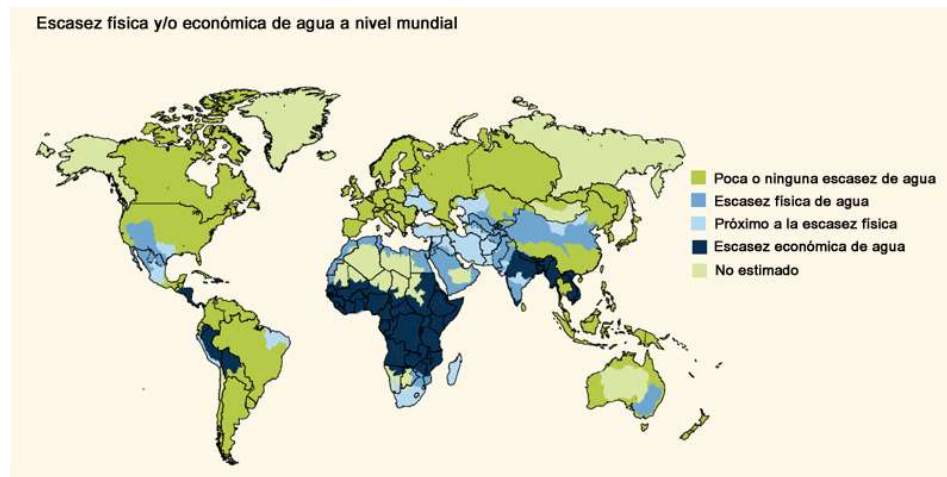 Escasez física y/o económica de agua a nivel mundial
Poca o ninguna escasez de agua
Escasez física de agua
Próximo a la escasez física
Escasez económica de agua
No estimado